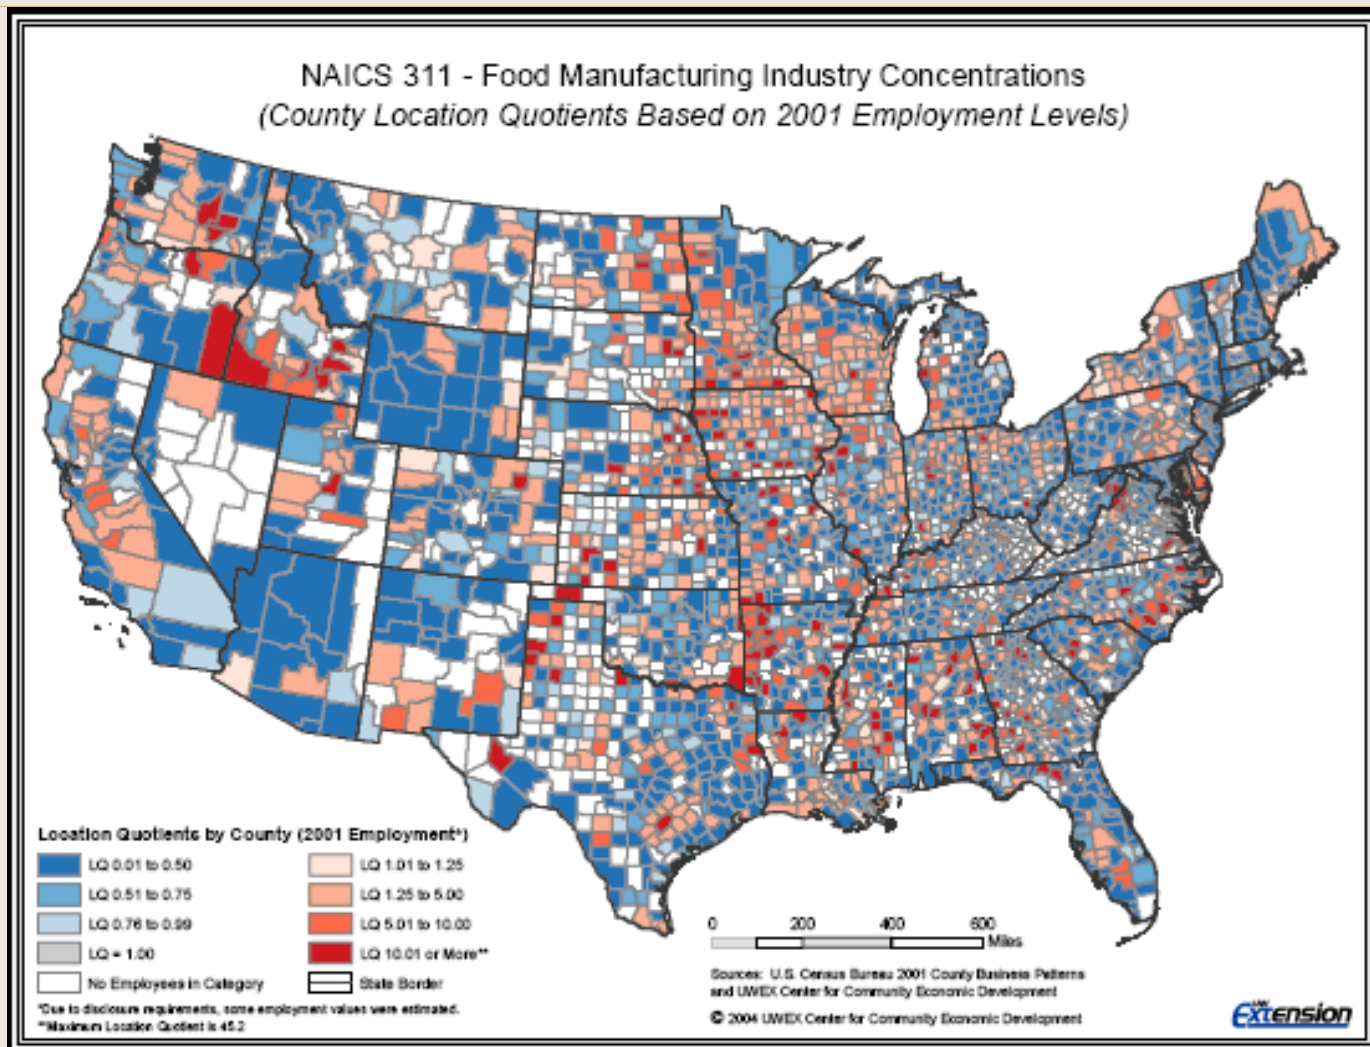 NAICS 311 - Food Manufacturing Industry Concentrations
(County Location Quotients Based on 2001 Employment Levels)
Location Quotients by County (2001 Employment*)
LQ 0.01 to 0.50
LQ 0.51 to 0.75
LQ 0.76 to 0.99
LQ = 1.00
No Employees in Category
LQ 1.01 to 1.25
LQ 1.25 to 5.00
LQ 5.01 to 10.00
LQ 10.01 or More**
State Border
*Due to disclosure requirements, some employment values were estimated.
**Maximum Location Quotient is 45.2
0 200 400 600
Miles
Sources: U.S. Census Bureau 2001 County Business Patterns
and UWEX Center for Community Economic Development
© 2004 UWEX Center for Community Economic Development
UW
Extension